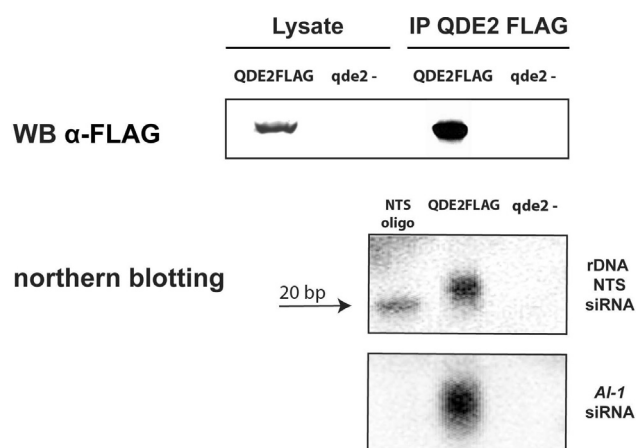 Lysate IP QDE2 FLAG
QDE2FLAG qde2 - QDE2FLAG qde2 -
WB α-FLAG
NTS QDE2FLAG qde2 -
oligo
northern blotting
20 bp
rDNA
NTS
siRNA
Al-1
siRNA